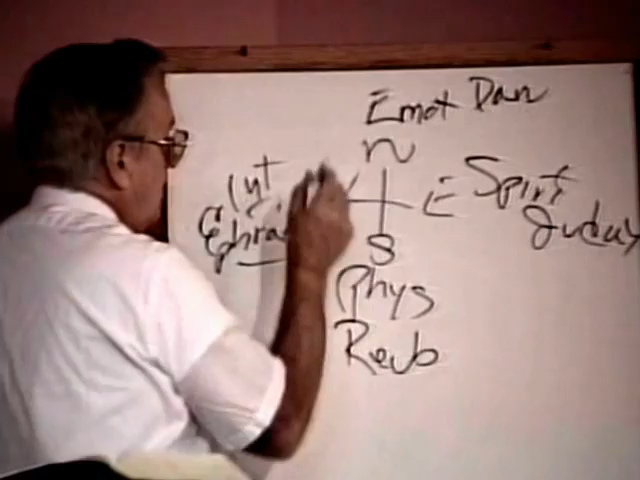 Emot Dan
N
Int
E Spirt
Ephra
Juday
S
Phys
Reub